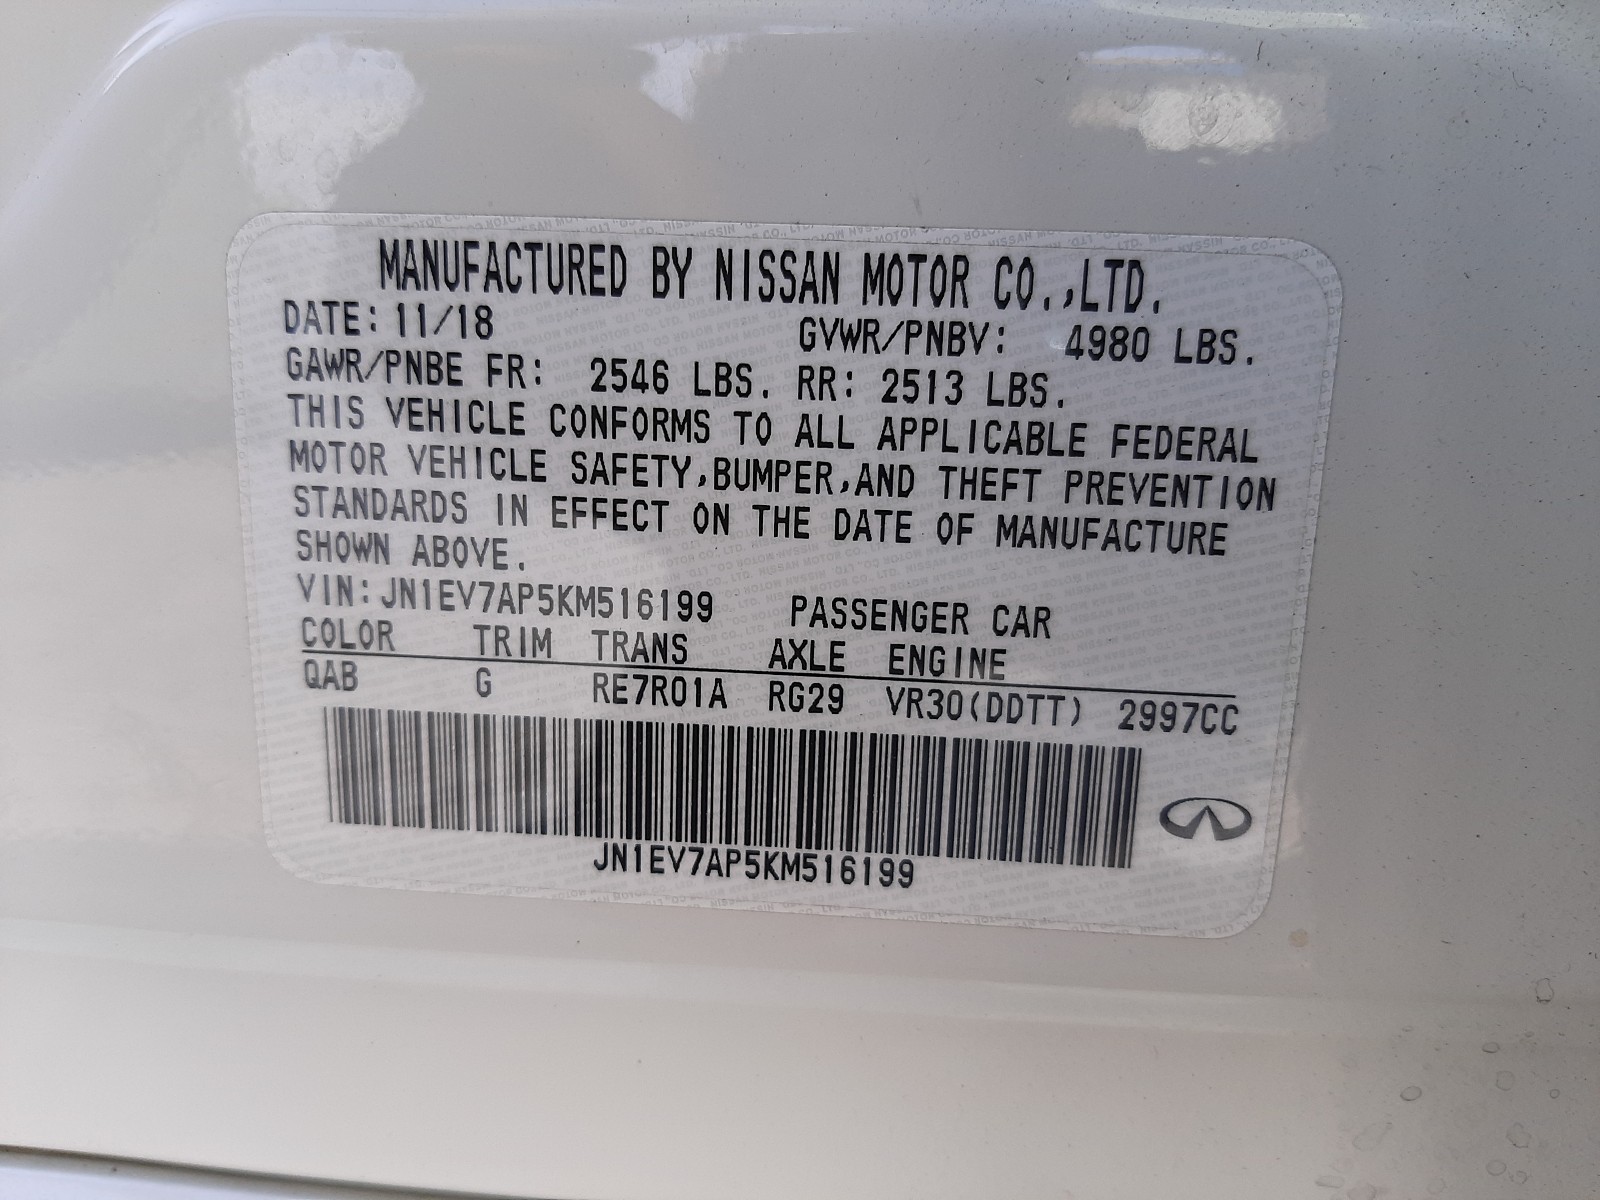 MANUFACTURED BY NISSAN MOTOR CO.,LTD.
DATE: 11/18 GVWR/PNBV: 4980 LBS.
GAWR/PNBE FR: 2546 LBS. RR: 2513 LBS.
THIS VEHICLE CONFORMS TO ALL APPLICABLE FEDERAL
MOTOR VEHICLE SAFETY,BUMPER,AND THEFT PREVENTION
STANDARDS IN EFFECT ON THE DATE OF MANUFACTURE
SHOWN ABOVE.
VIN:JN1EV7AP5KM516199 PASSENGER CAR
COLOR TRIM TRANS AXLE ENGINE
QAB G RE7R01A RG29 VR30(DDTT) 2997CC
JN1EV7AP5KM516199